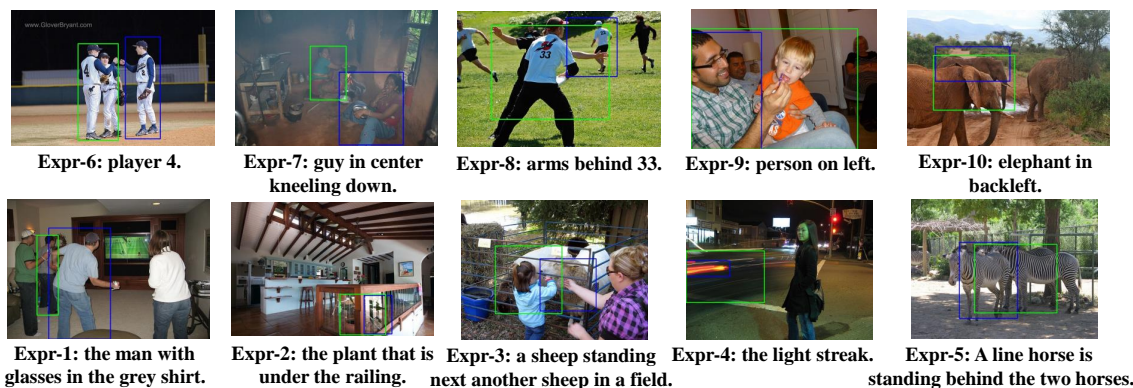 www.GloverBryant.com
4
33
Expr-6: player 4.
Expr-7: guy in center
kneeling down.
Expr-8: arms behind 33.
Expr-9: person on left.
Expr-10: elephant in
backleft.
Expr-1: the man with
glasses in the grey shirt.
Expr-2: the plant that is
under the railing.
Expr-3: a sheep standing
next another sheep in a field.
Expr-4: the light streak.
Expr-5: A line horse is
standing behind the two horses.